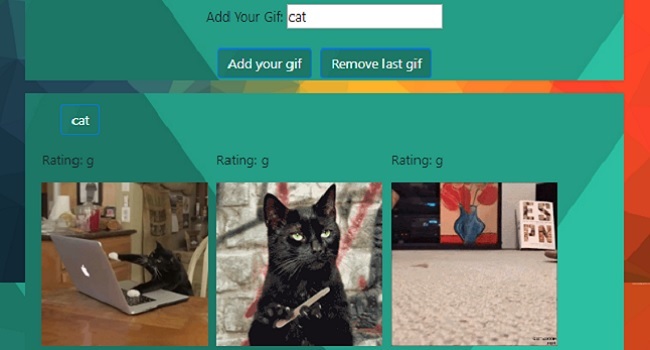 Add Your Gif: cat
Add your gif Remove last gif
cat
Rating: g Rating: g Rating: g
ES
PN